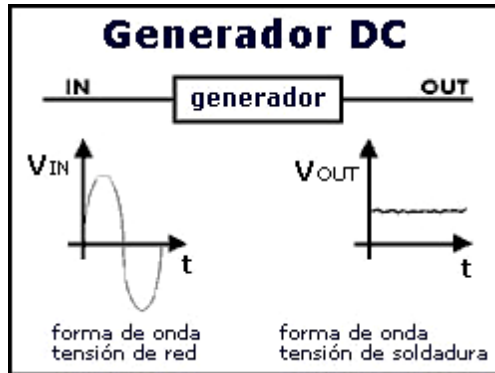 Generador DC
IN
generador
OUT
VIN
t
VOUT
t
forma de onda
tensión de red
forma de onda
tensión de soldadura